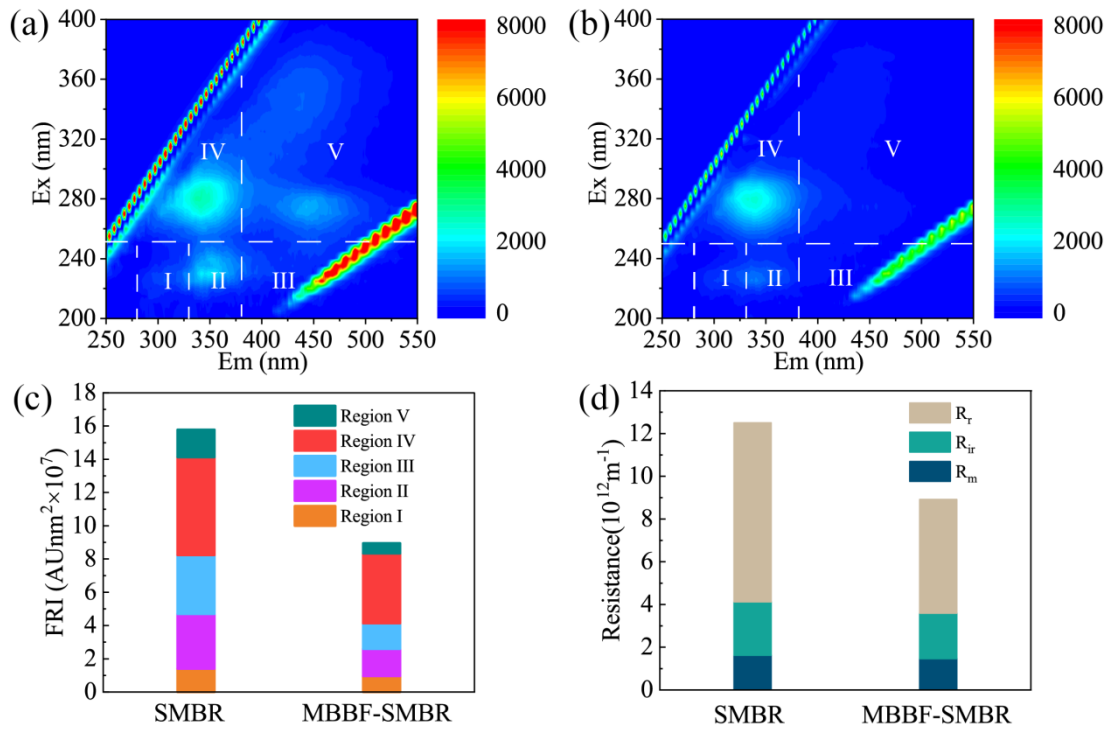 (a)
400
360
320
280
240
200
Ex (nm)
250 300 350 400 450 500 550
Em (nm)
IV
V
I
II
III
8000
6000
4000
2000
0
(b)
400
360
320
280
240
200
Ex (nm)
250 300 350 400 450 500 550
Em (nm)
IV
V
I
II
III
8000
6000
4000
2000
0
(c)
18
16
14
12
10
8
6
4
2
0
FRI (AUnm²×10⁷)
Region V
Region IV
Region III
Region II
Region I
SMBR MBBF-SMBR
(d)
14
12
10
8
6
4
2
0
Resistance(10¹²m⁻¹)
Rᵣ
Rᵢᵣ
Rₘ
SMBR MBBF-SMBR